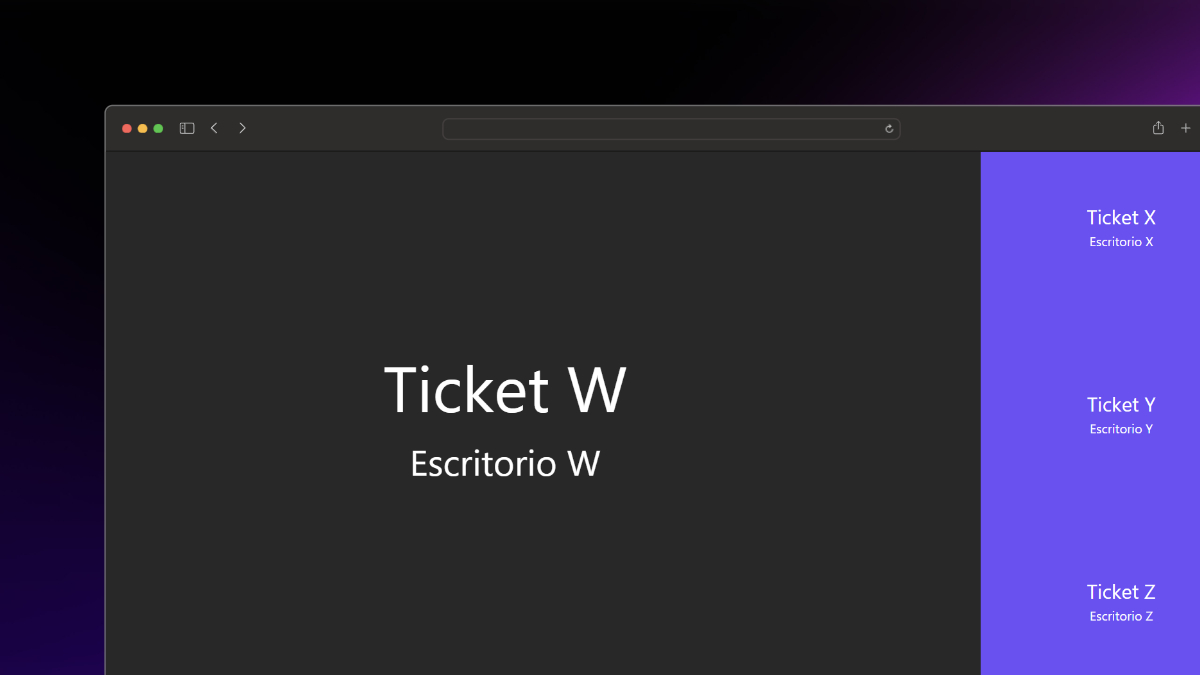 Ticket W
Escritorio W
Ticket X
Escritorio X
Ticket Y
Escritorio Y
Ticket Z
Escritorio Z